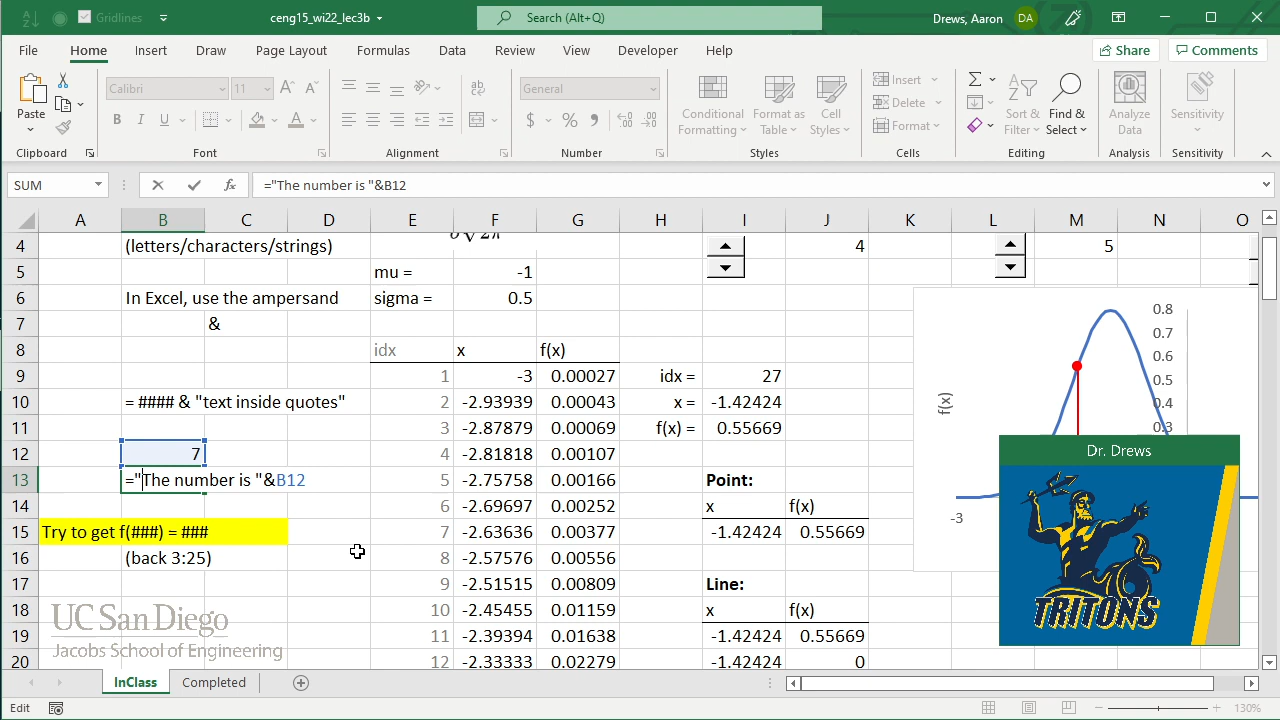 Gridlines
ceng15_wi22_lec3b
Search (Alt+Q)
Drews, Aaron
DA
File Home Insert Draw Page Layout Formulas Data Review View Developer Help
Share Comments
Paste
Calibri 11
B I U
General
$ % 9
Conditional Formatting
Format as Table
Cell Styles
Insert
Delete
Format
Sort & Filter
Find & Select
Analyze Data
Sensitivity
Clipboard Font Alignment Number Styles Cells Editing Analysis Sensitivity
SUM
fx
="The number is "&B12
A B C D E F G H I J K L M N O
4 (letters/characters/strings) 4 5
5 mu = -1
6 In Excel, use the ampersand sigma = 0.5
7 &
8 idx x f(x)
9 1 -3 0.00027 idx = 27
10 = #### & "text inside quotes" 2 -2.93939 0.00043 x = -1.42424
11 3 -2.87879 0.00069 f(x) = 0.55669
12 7 4 -2.81818 0.00107
13 ="The number is "&B12 5 -2.75758 0.00166 Point:
14 6 -2.69697 0.00252 x f(x)
15 Try to get f(###) = ### 7 -2.63636 0.00377 -1.42424 0.55669
16 (back 3:25) 8 -2.57576 0.00556
17 9 -2.51515 0.00809 Line:
18 10 -2.45455 0.01159 x f(x)
19 11 -2.39394 0.01638 -1.42424 0.55669
20 12 -2.33333 0.02279 -1.42424 0
0.8
0.7
0.6
0.5
0.4
0.3
f(x)
-3
Dr. Drews
TRITONS
UC San Diego
Jacobs School of Engineering
InClass Completed
Edit
130%